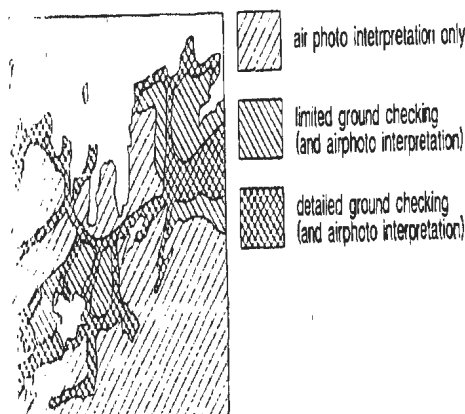 air photo intetrpretation only
limited ground checking
(and airphoto interpretation)
detailed ground checking
(and airphoto interpretation)